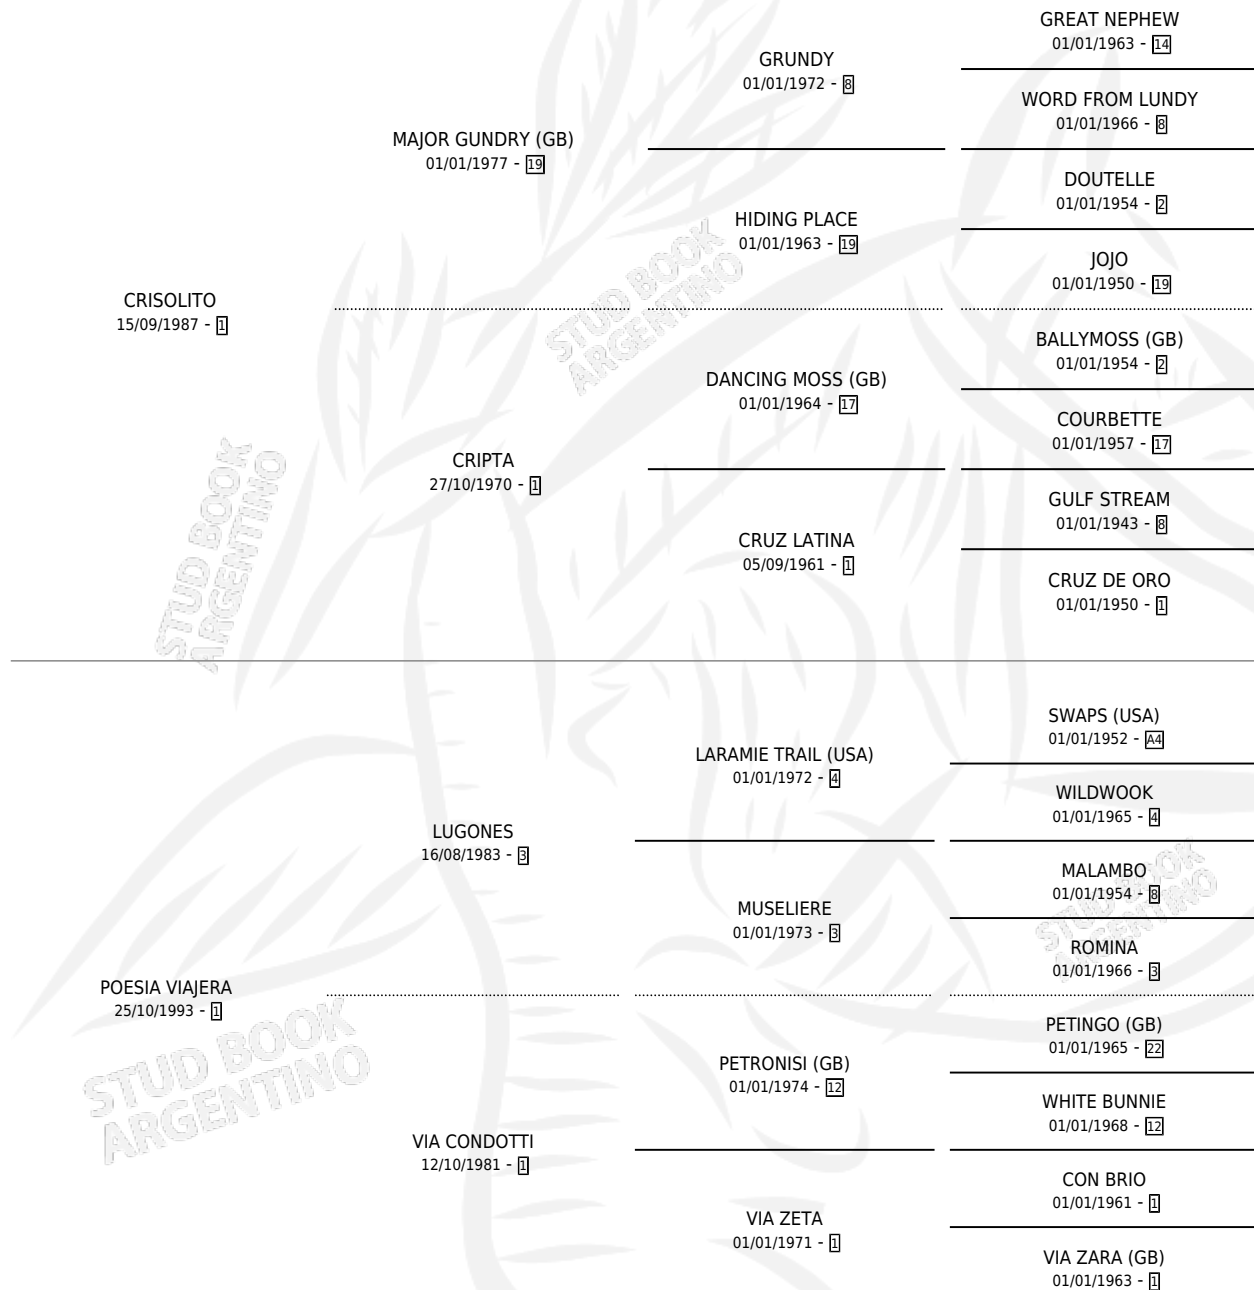 GREAT NEPHEW
01/01/1963 - 14
GRUNDY
01/01/1972 - 8
WORD FROM LUNDY
01/01/1966 - 8
MAJOR GUNDRY (GB)
01/01/1977 - 19
DOUTELLE
01/01/1954 - 2
HIDING PLACE
01/01/1963 - 19
JOJO
01/01/1950 - 19
CRISOLITO
15/09/1987 - 1
BALLYMOSS (GB)
01/01/1954 - 2
DANCING MOSS (GB)
01/01/1964 - 17
COURBETTE
01/01/1957 - 17
CRIPTA
27/10/1970 - 1
GULF STREAM
01/01/1943 - 8
CRUZ LATINA
05/09/1961 - 1
CRUZ DE ORO
01/01/1950 - 1
STUD BOOK
ARGENTINO
STUD BOOK
ARGENTINO
SWAPS (USA)
01/01/1952 - A4
LARAMIE TRAIL (USA)
01/01/1972 - 4
WILDWOOK
01/01/1965 - 4
LUGONES
16/08/1983 - 3
MALAMBO
01/01/1954 - 8
MUSELIERE
01/01/1973 - 3
ROMINA
01/01/1966 - 3
STUD BOOK
ARGENTINO
POESIA VIAJERA
25/10/1993 - 1
PETINGO (GB)
01/01/1965 - 22
PETRONISI (GB)
01/01/1974 - 12
WHITE BUNNIE
01/01/1968 - 12
VIA CONDOTTI
12/10/1981 - 1
CON BRIO
01/01/1961 - 1
VIA ZETA
01/01/1971 - 1
VIA ZARA (GB)
01/01/1963 - 1
STUD BOOK
ARGENTINO